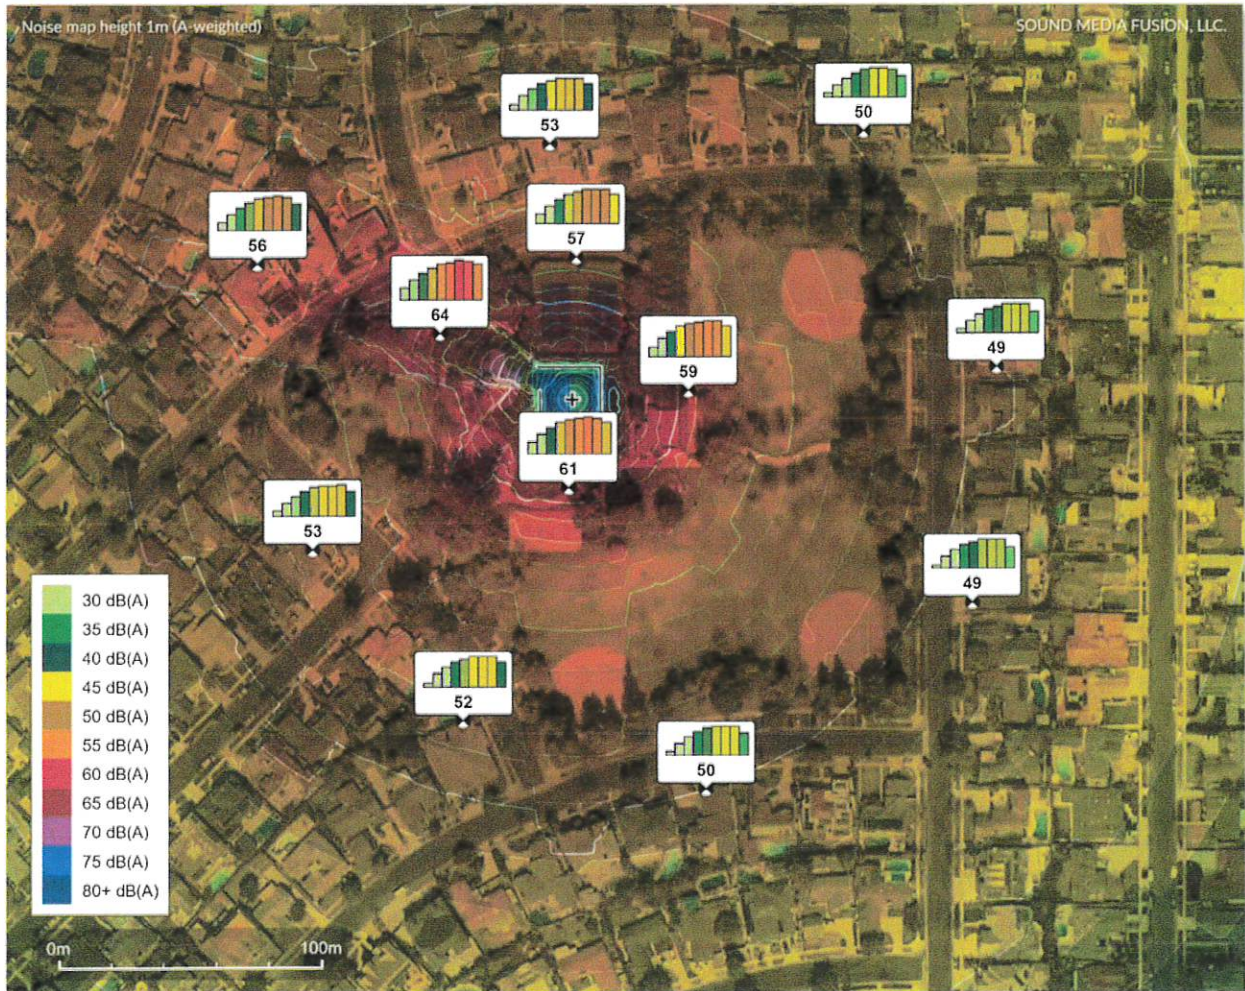 Noise map height 1m (A-weighted)
SOUND MEDIA FUSION, LLC.
53
50
56
57
64
59
49
61
53
49
52
50
30 dB(A)
35 dB(A)
40 dB(A)
45 dB(A)
50 dB(A)
55 dB(A)
60 dB(A)
65 dB(A)
70 dB(A)
75 dB(A)
80+ dB(A)
0m
100m